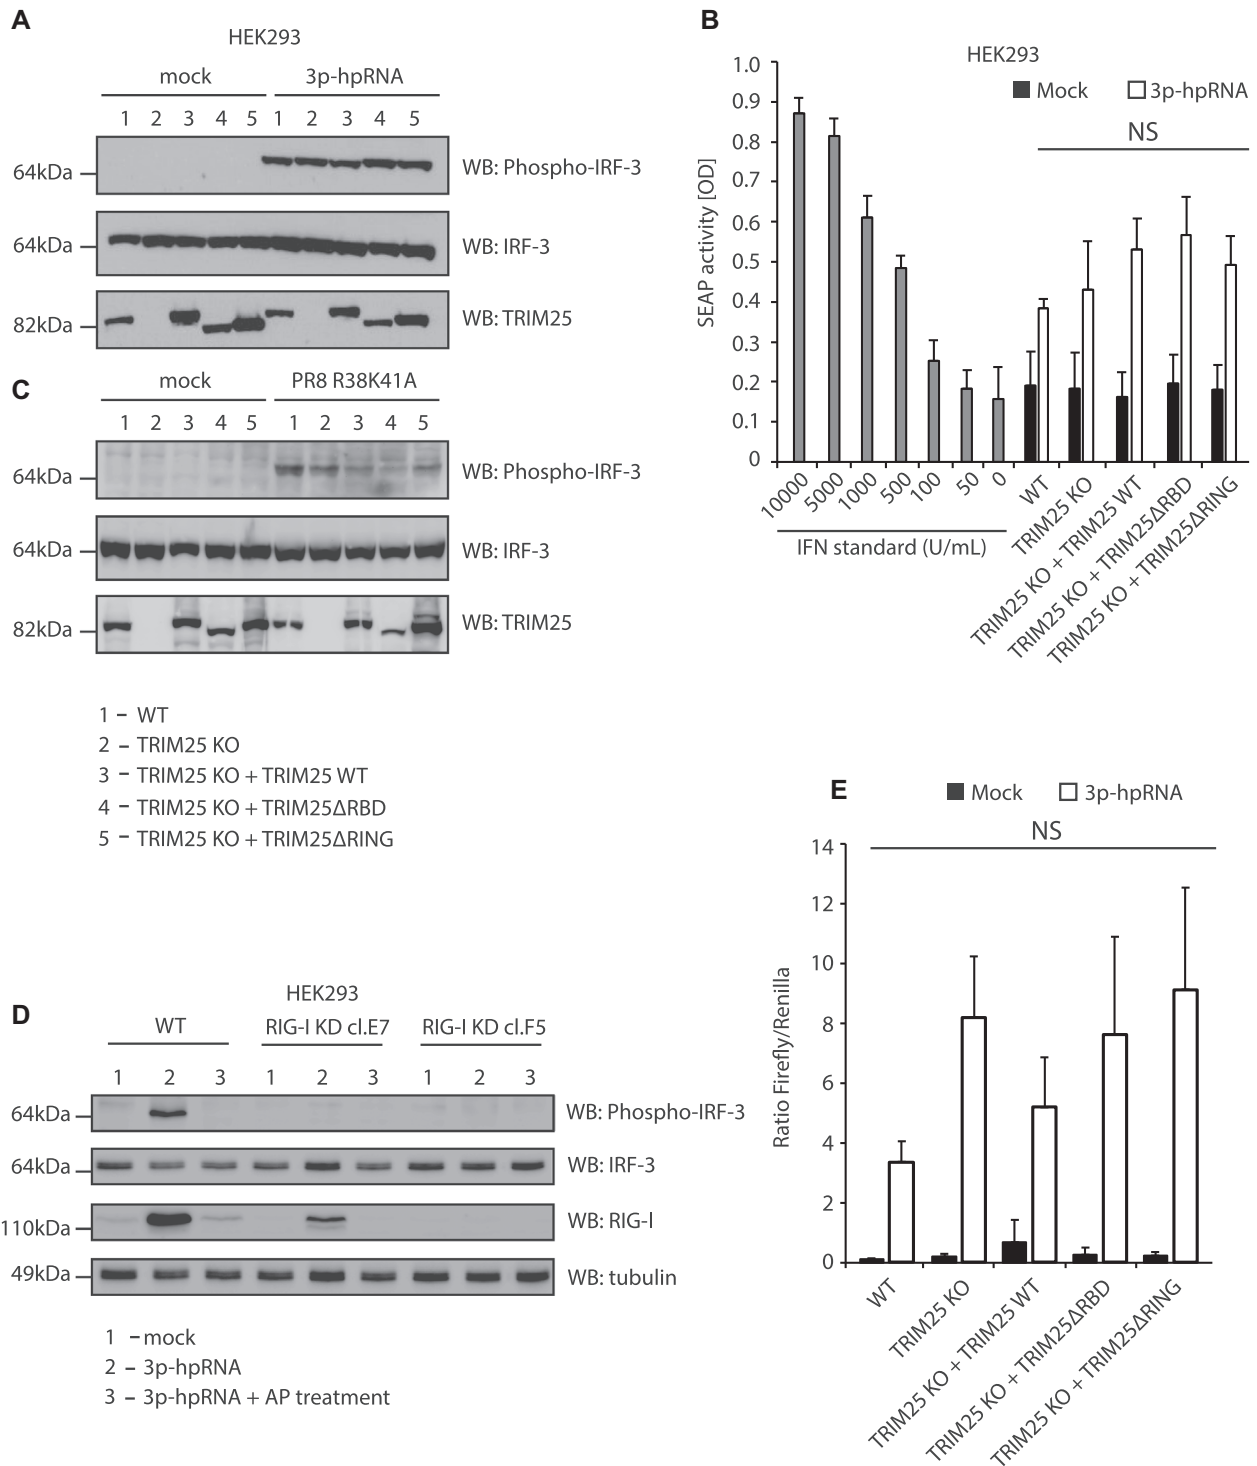 A
HEK293
mock 3p-hpRNA
1 2 3 4 5 1 2 3 4 5
64kDa WB: Phospho-IRF-3
64kDa WB: IRF-3
82kDa WB: TRIM25
B
HEK293
Mock 3p-hpRNA
NS
SEAP activity [OD]
1.0
0.9
0.8
0.7
0.6
0.5
0.4
0.3
0.2
0.1
0
10000 5000 1000 500 100 50 0 WT TRIM25 KO TRIM25 KO + TRIM25 WT TRIM25 KO + TRIM25ΔRBD TRIM25 KO + TRIM25ΔRING
IFN standard (U/mL)
C
mock PR8 R38K41A
1 2 3 4 5 1 2 3 4 5
64kDa WB: Phospho-IRF-3
64kDa WB: IRF-3
82kDa WB: TRIM25
1 – WT
2 – TRIM25 KO
3 – TRIM25 KO + TRIM25 WT
4 – TRIM25 KO + TRIM25ΔRBD
5 – TRIM25 KO + TRIM25ΔRING
D
HEK293
WT RIG-I KD cl.E7 RIG-I KD cl.F5
1 2 3 1 2 3 1 2 3
64kDa WB: Phospho-IRF-3
64kDa WB: IRF-3
110kDa WB: RIG-I
49kDa WB: tubulin
1 – mock
2 – 3p-hpRNA
3 – 3p-hpRNA + AP treatment
E
Mock 3p-hpRNA
NS
Ratio Firefly/Renilla
14
12
10
8
6
4
2
0
WT TRIM25 KO TRIM25 KO + TRIM25 WT TRIM25 KO + TRIM25ΔRBD TRIM25 KO + TRIM25ΔRING